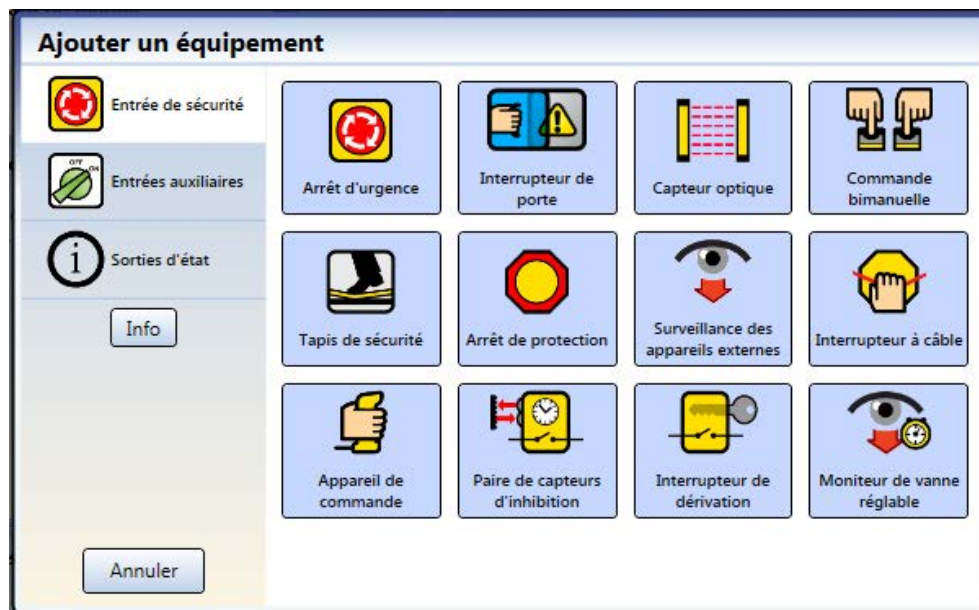 Ajouter un équipement
Entrée de sécurité
OFF
ON
Entrées auxiliaires
i
Sorties d'état
Info
Annuler
Arrêt d'urgence
Interrupteur de
porte
Capteur optique
Commande
bimanuelle
Tapis de sécurité
Arrêt de protection
Surveillance des
appareils externes
Interrupteur à câble
Appareil de
commande
Paire de capteurs
d'inhibition
Interrupteur de
dérivation
Moniteur de vanne
réglable